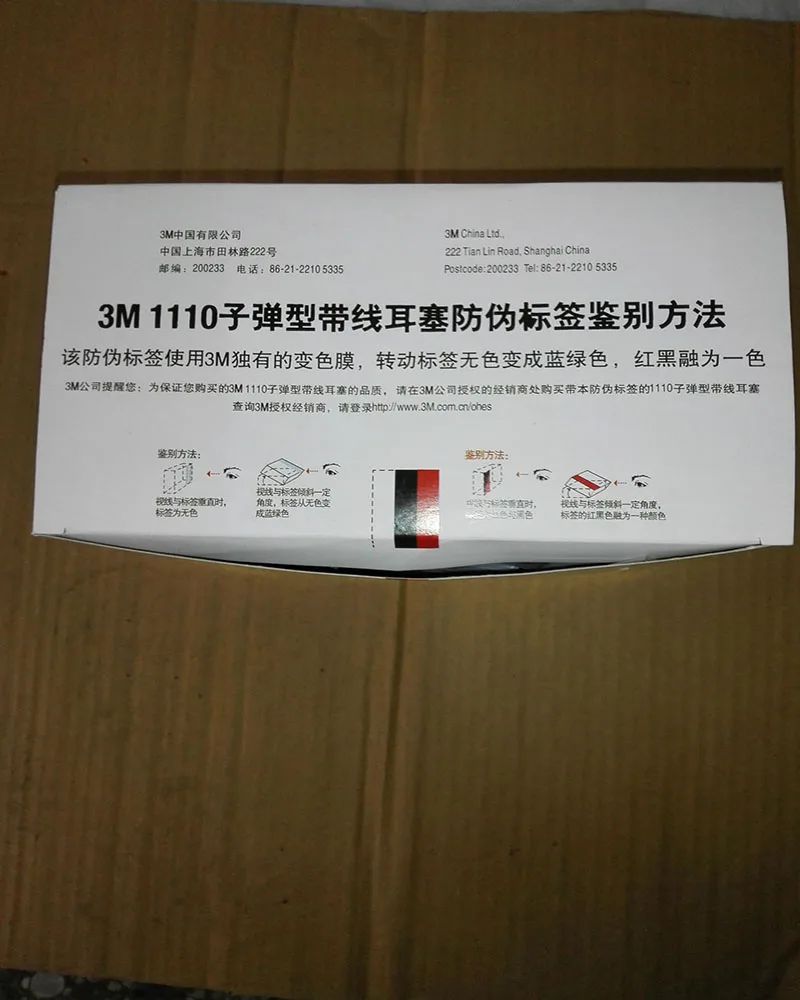 3M中国有限公司
中国上海市田林路222号
邮编：200233 电话：86-21-2210 5335
3M China Ltd.,
222 Tian Lin Road, Shanghai China
Postcode:200233 Tel: 86-21-2210 5335
3M 1110子弹型带线耳塞防伪标签鉴别方法
该防伪标签使用3M独有的变色膜，转动标签无色变成蓝绿色，红黑融为一色
3M公司提醒您：为保证您购买的3M 1110子弹型带线耳塞的品质，请在3M公司授权的经销商处购买带本防伪标签的1110子弹型带线耳塞
查询3M授权经销商，请登录http://www.3M.com.cn/ohes
鉴别方法：
视线与标签垂直时，
标签为无色
视线与标签倾斜一定
角度，标签从无色变
成蓝绿色
鉴别方法：
视线与标签垂直时，
视线与标签倾斜一定角度，
标签的红黑色融为一种颜色